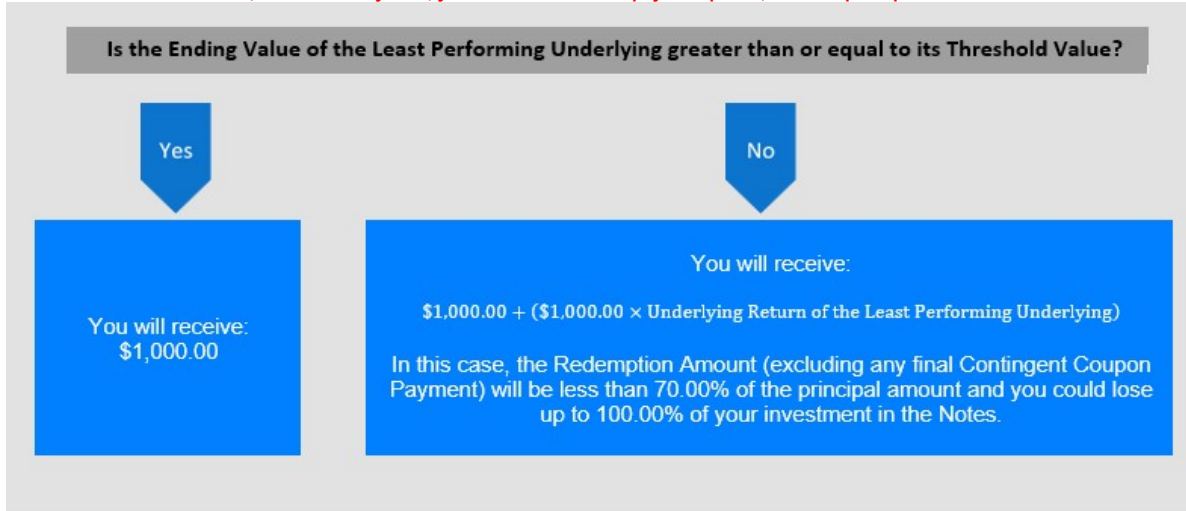 Is the Ending Value of the Least Performing Underlying greater than or equal to its Threshold Value?
Yes
No
You will receive:
$1,000.00
You will receive:
$1,000.00 + ($1,000.00 × Underlying Return of the Least Performing Underlying)
In this case, the Redemption Amount (excluding any final Contingent Coupon
Payment) will be less than 70.00% of the principal amount and you could lose
up to 100.00% of your investment in the Notes.